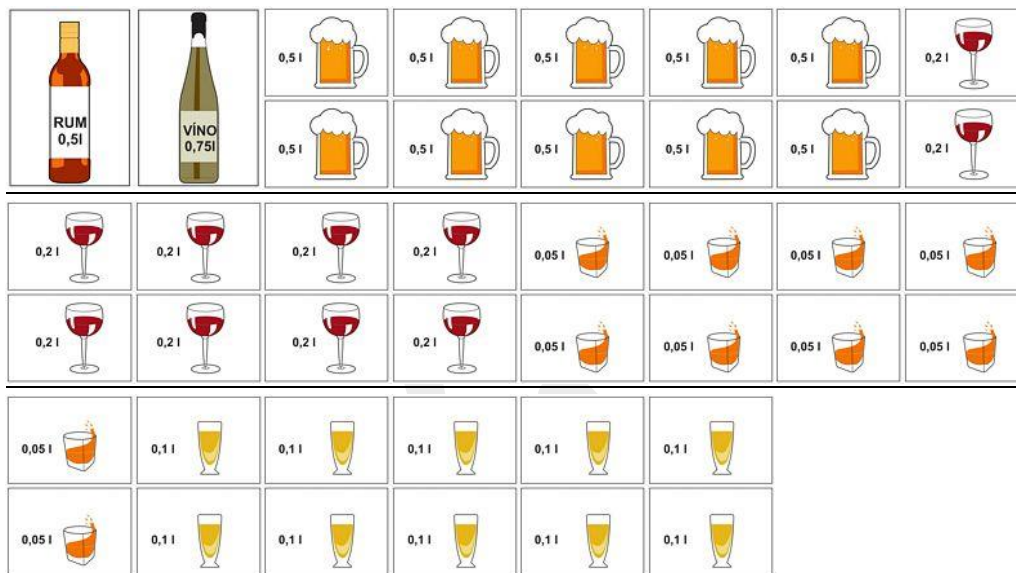 RUM
0,5l
VÍNO
0,75l
0,5 l 0,5 l 0,5 l 0,5 l 0,5 l 0,2 l
0,5 l 0,5 l 0,5 l 0,5 l 0,5 l 0,2 l
0,2 l 0,2 l 0,2 l 0,2 l 0,05 l 0,05 l 0,05 l 0,05 l
0,2 l 0,2 l 0,2 l 0,2 l 0,05 l 0,05 l 0,05 l 0,05 l
0,05 l 0,1 l 0,1 l 0,1 l 0,1 l 0,1 l
0,05 l 0,1 l 0,1 l 0,1 l 0,1 l 0,1 l